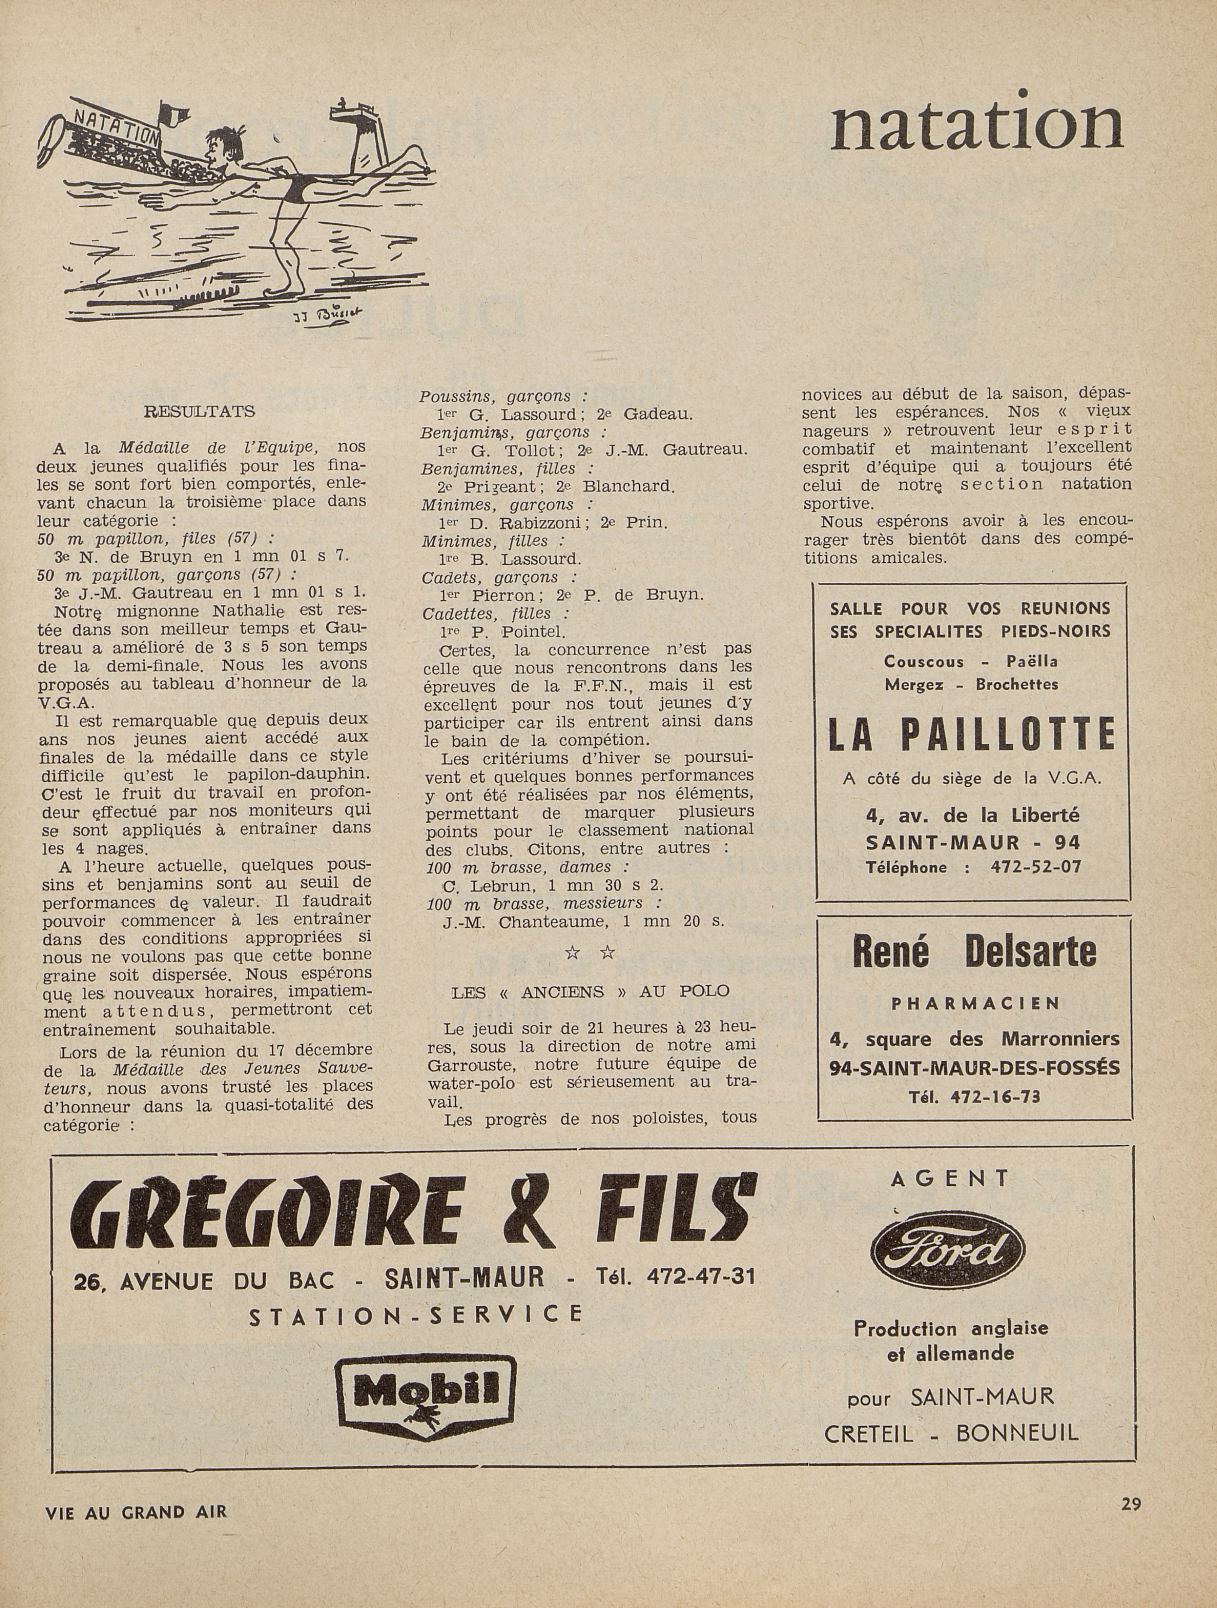 NATATION
natation
JJ Busset
RESULTATS
A la Médaille de l'Equipe, nos
deux jeunes qualifiés pour les fina-
les se sont fort bien comportés, enle-
vant chacun la troisième place dans
leur catégorie :
50 m papillon, files (57) :
3e N. de Bruyn en 1 mn 01 s 7.
50 m papillon, garçons (57) :
3e J.-M. Gautreau en 1 mn 01 s 1.
Notre mignonne Nathalie est res-
tée dans son meilleur temps et Gau-
treau a amélioré de 3 s 5 son temps
de la demi-finale. Nous les avons
proposés au tableau d'honneur de la
V.G.A.
Il est remarquable que depuis deux
ans nos jeunes aient accédé aux
finales de la médaille dans ce style
difficile qu'est le papilon-dauphin.
C'est le fruit du travail en profon-
deur effectué par nos moniteurs qui
se sont appliqués à entraîner dans
les 4 nages.
A l'heure actuelle, quelques pous-
sins et benjamins sont au seuil de
performances de valeur. Il faudrait
pouvoir commencer à les entraîner
dans des conditions appropriées si
nous ne voulons pas que cette bonne
graine soit dispersée. Nous espérons
que les nouveaux horaires, impatiem-
ment attendus, permettront cet
entraînement souhaitable.
Lors de la réunion du 17 décembre
de la Médaille des Jeunes Sauve-
teurs, nous avons trusté les places
d'honneur dans la quasi-totalité des
catégorie :
Poussins, garçons :
1er G. Lassourd ; 2e Gadeau.
Benjamins, garçons :
1er G. Tollot ; 2e J.-M. Gautreau.
Benjamines, filles :
2e Prigeant ; 2e Blanchard.
Minimes, garçons :
1er D. Rabizzoni ; 2e Prin.
Minimes, filles :
1re B. Lassourd.
Cadets, garçons :
1er Pierron ; 2e P. de Bruyn.
Cadettes, filles :
1re P. Pointel.
Certes, la concurrence n'est pas
celle que nous rencontrons dans les
épreuves de la F.F.N., mais il est
excellent pour nos tout jeunes d'y
participer car ils entrent ainsi dans
le bain de la compétion.
Les critériums d'hiver se poursui-
vent et quelques bonnes performances
y ont été réalisées par nos éléments,
permettant de marquer plusieurs
points pour le classement national
des clubs. Citons, entre autres :
100 m brasse, dames :
C. Lebrun, 1 mn 30 s 2.
100 m brasse, messieurs :
J.-M. Chanteaume, 1 mn 20 s.
☆ ☆
LES « ANCIENS » AU POLO
Le jeudi soir de 21 heures à 23 heu-
res, sous la direction de notre ami
Garrouste, notre future équipe de
water-polo est sérieusement au tra-
vail.
Les progrès de nos poloistes, tous
novices au début de la saison, dépas-
sent les espérances. Nos « vieux
nageurs » retrouvent leur esprit
combatif et maintenant l'excellent
esprit d'équipe qui a toujours été
celui de notre section natation
sportive.
Nous espérons avoir à les encou-
rager très bientôt dans des compé-
titions amicales.
SALLE POUR VOS REUNIONS
SES SPECIALITES PIEDS-NOIRS
Couscous - Paëlla
Mergez - Brochettes
LA PAILLOTTE
A côté du siège de la V.G.A.
4, av. de la Liberté
SAINT-MAUR - 94
Téléphone : 472-52-07
René Delsarte
PHARMACIEN
4, square des Marronniers
94-SAINT-MAUR-DES-FOSSÉS
Tél. 472-16-73
GRÉGOIRE & FILS
26, AVENUE DU BAC - SAINT-MAUR - Tél. 472-47-31
STATION-SERVICE
Mobil
AGENT
Ford
Production anglaise
et allemande
pour SAINT-MAUR
CRETEIL - BONNEUIL
VIE AU GRAND AIR
29